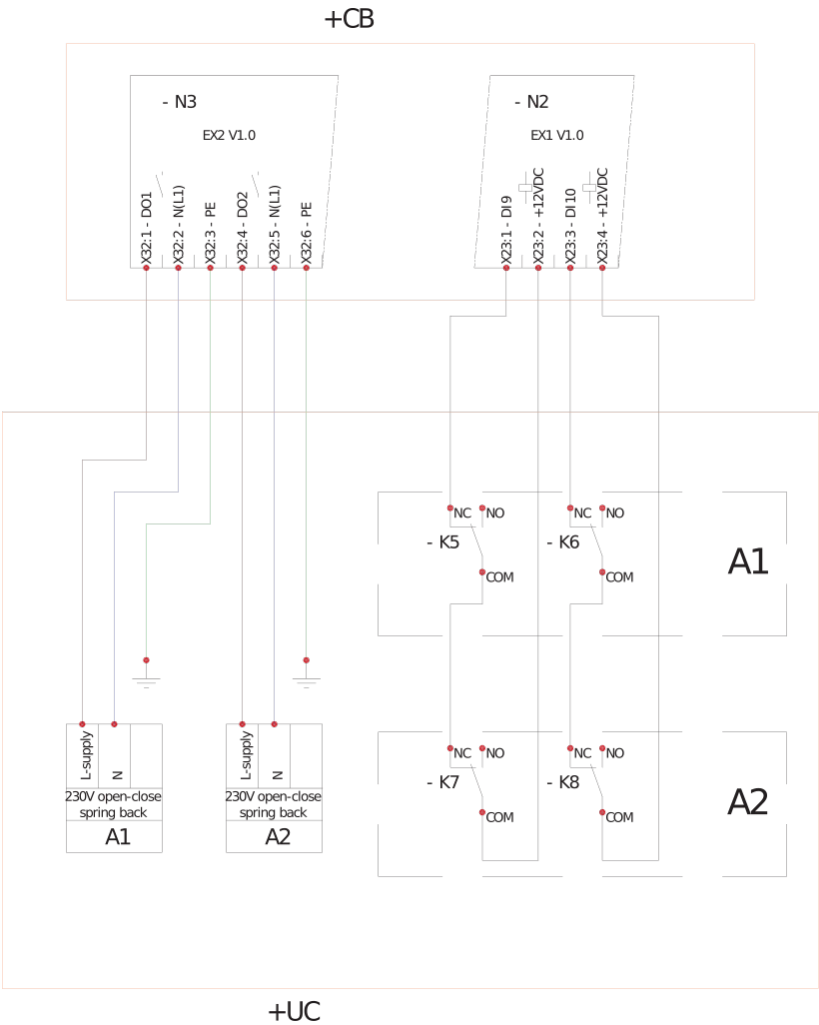 +CB
- N3
EX2 V1.0
X32:1 - DO1
X32:2 - N(L1)
X32:3 - PE
X32:4 - DO2
X32:5 - N(L1)
X32:6 - PE
- N2
EX1 V1.0
X23:1 - DI9
X23:2 - +12VDC
X23:3 - DI10
X23:4 - +12VDC
NC NO
- K5
COM
NC NO
- K6
COM
A1
NC NO
- K7
COM
NC NO
- K8
COM
A2
L-supply
N
230V open-close
spring back
A1
L-supply
N
230V open-close
spring back
A2
+UC